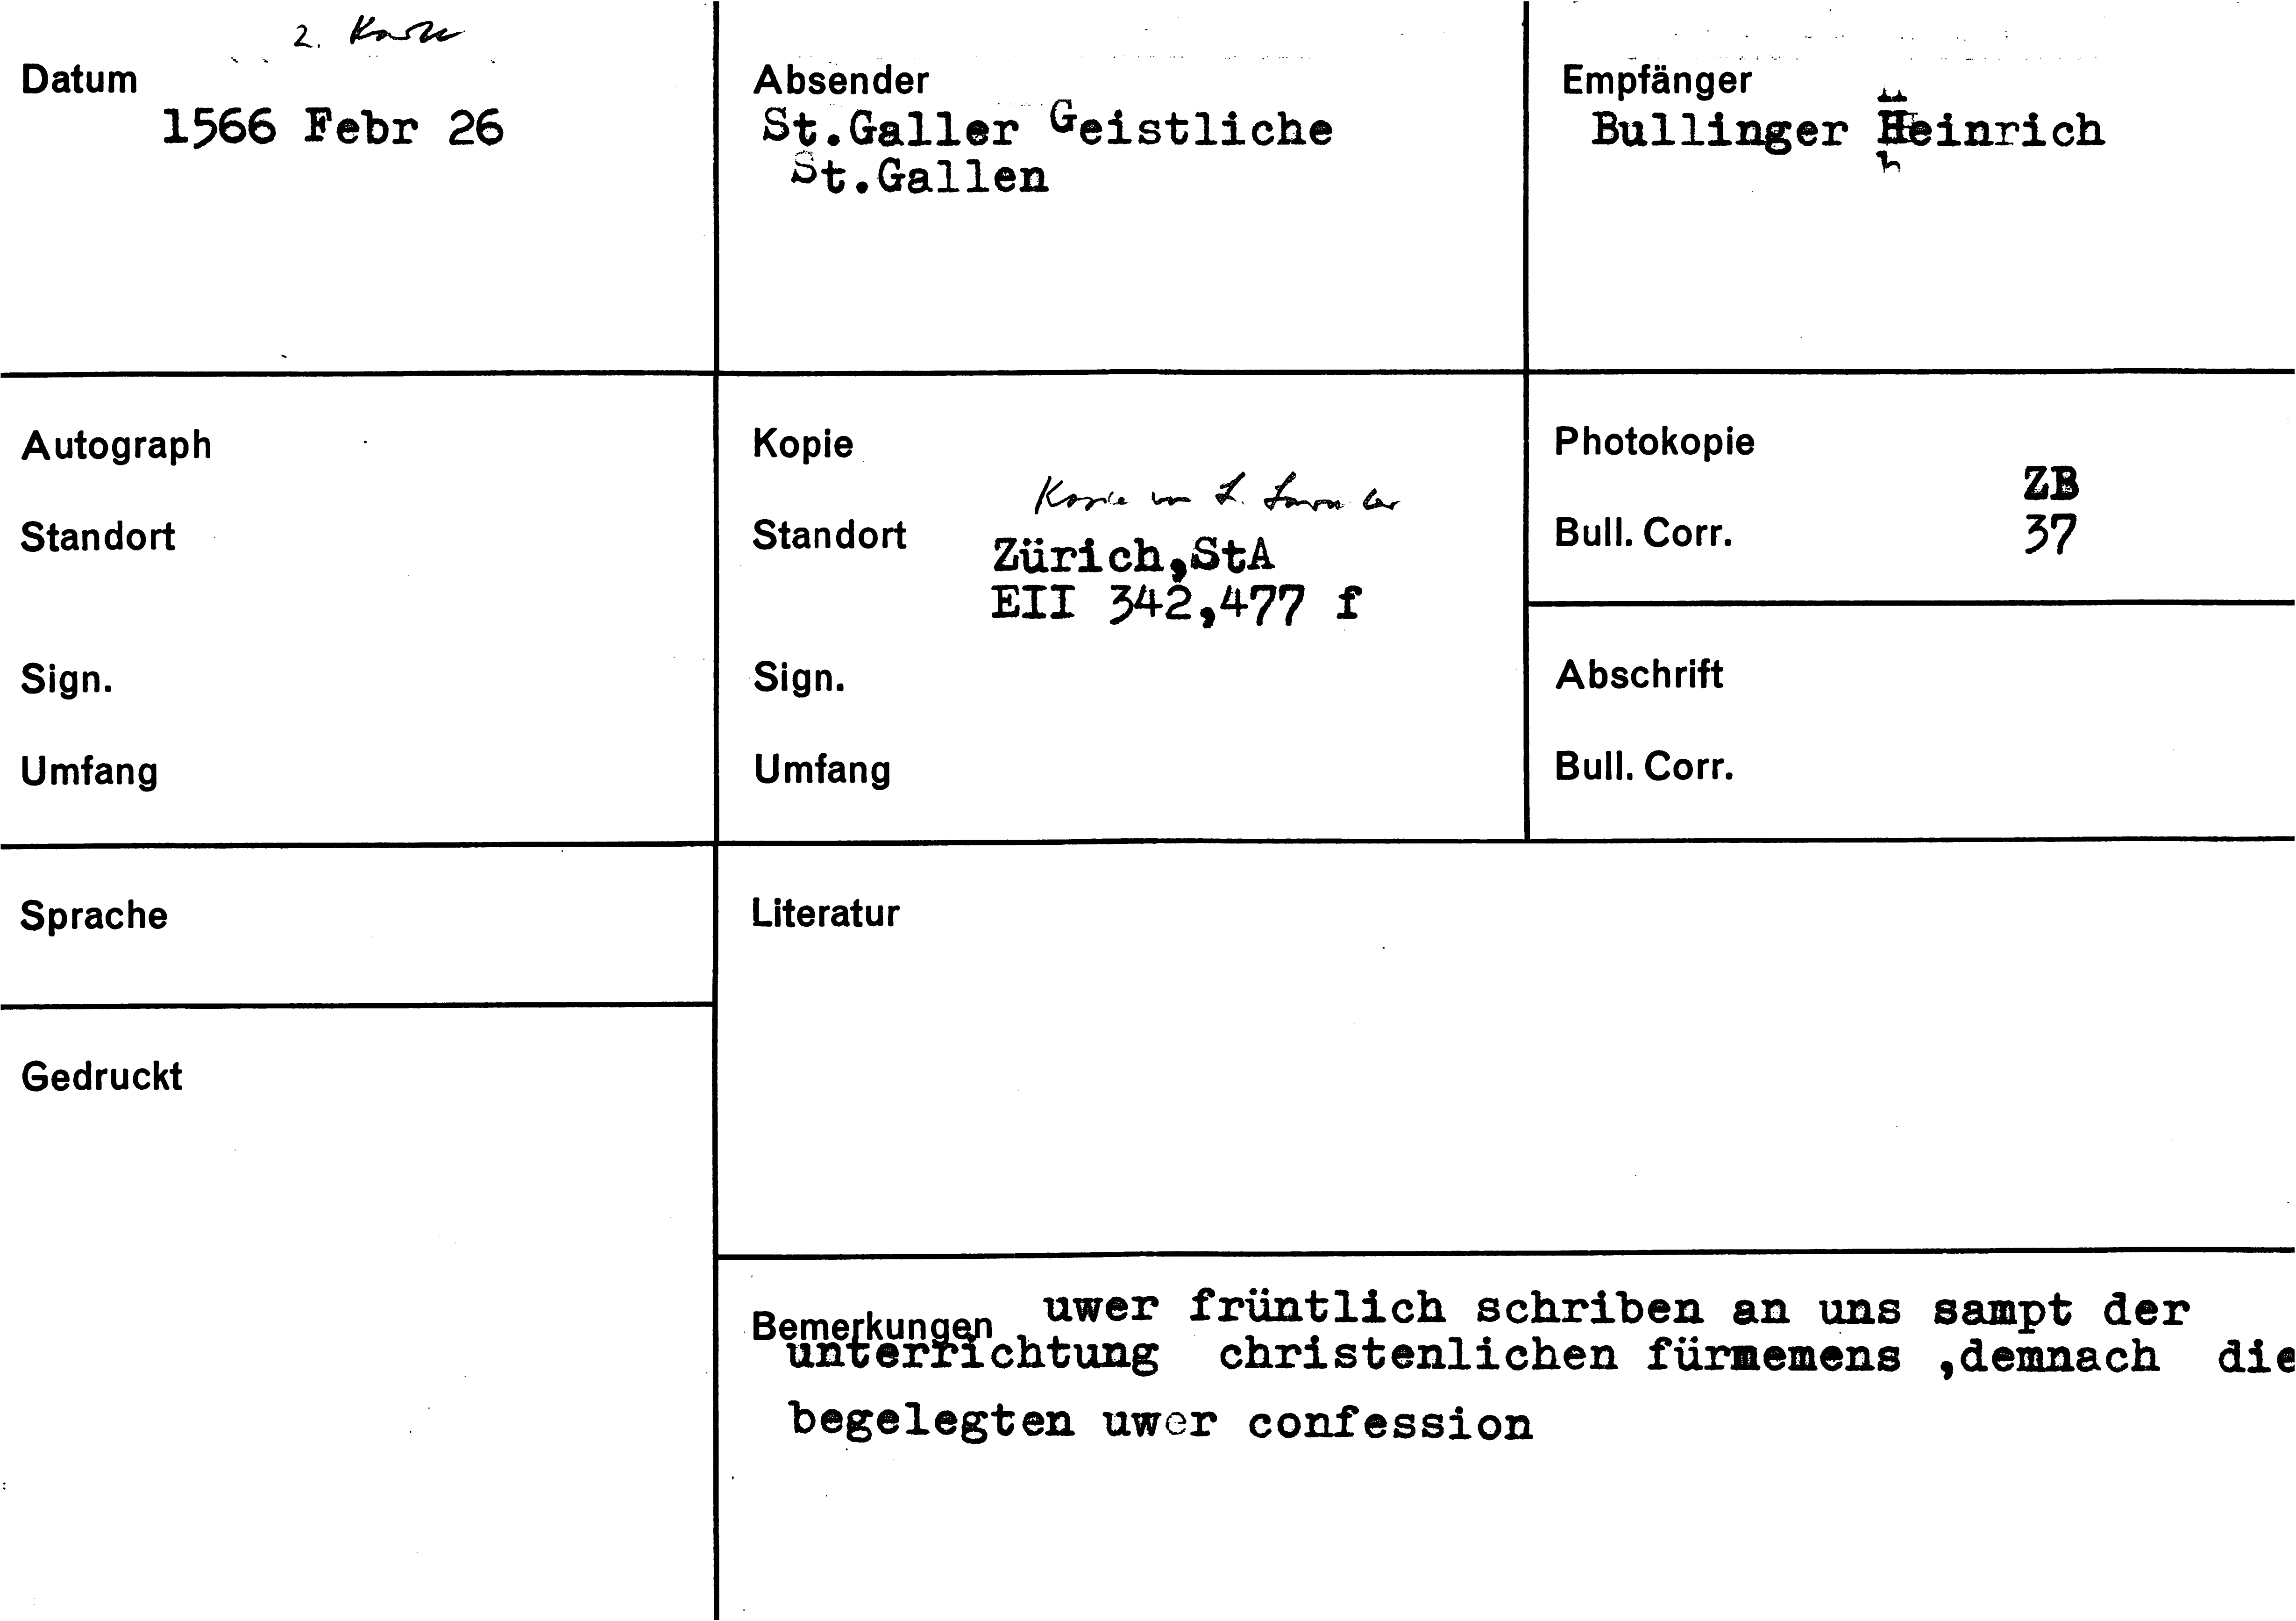 2. Karte
Datum
1566 Febr 26
Absender
St.Galler Geistliche
St.Gallen
Empfänger
Bullinger Heinrich
Autograph
Standort
Sign.
Umfang
Kopie
Kopie von L.
Standort
Zürich,StA
EII 342,477 f
Sign.
Umfang
Photokopie
ZB
Bull. Corr. 37
Abschrift
Bull. Corr.
Sprache
Gedruckt
Literatur
Bemerkungen uwer früntlich schriben an uns sampt der
unterrichtung christenlichen fürmemens ,demnach die
begelegten uwer confession